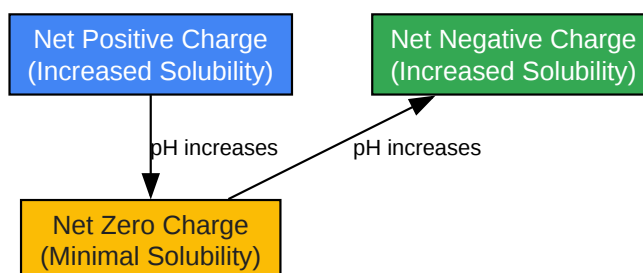 Net Positive Charge
(Increased Solubility)
Net Negative Charge
(Increased Solubility)
pH increases
pH increases
Net Zero Charge
(Minimal Solubility)